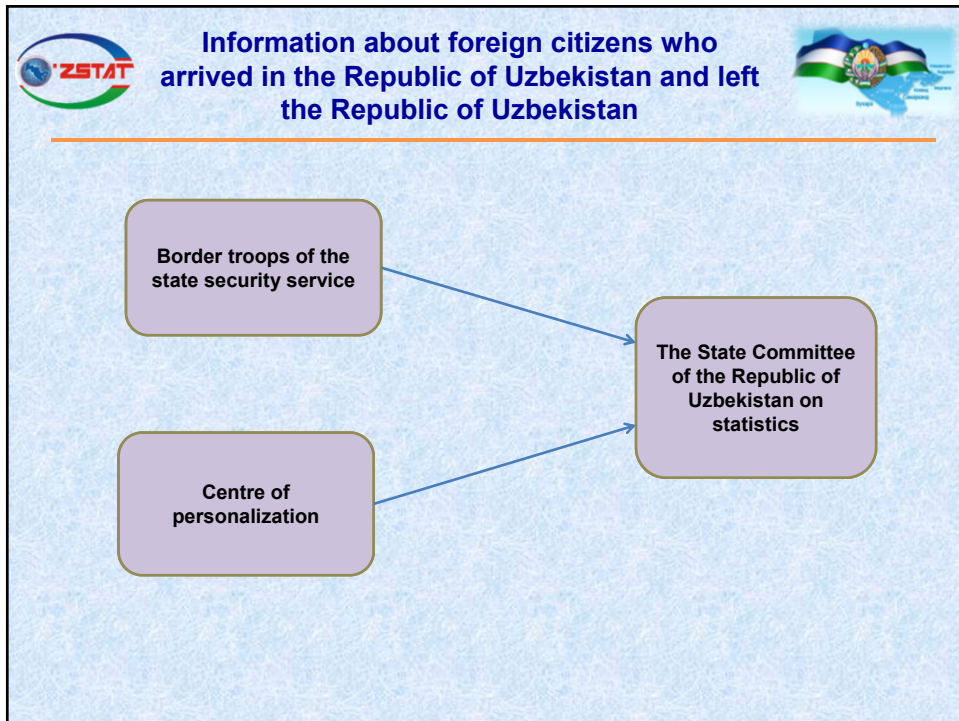 Information about foreign citizens who
arrived in the Republic of Uzbekistan and left
the Republic of Uzbekistan
O'ZSTAT
Border troops of the
state security service
The State Committee
of the Republic of
Uzbekistan on
statistics
Centre of
personalization